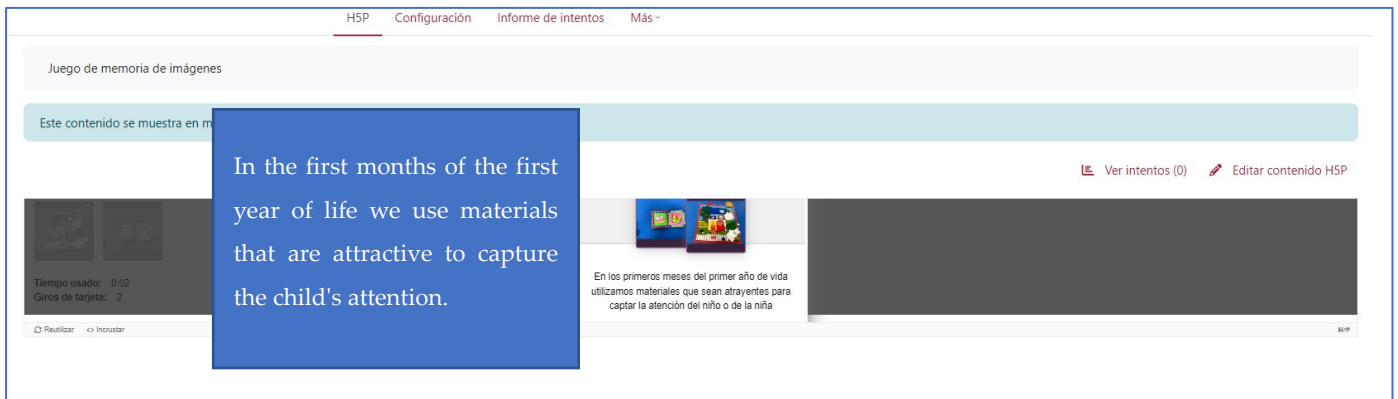 H5P Configuración Informe de intentos Más
Juego de memoria de imágenes
Este contenido se muestra en m
Ver intentos (0) Editar contenido H5P
In the first months of the first
year of life we use materials
that are attractive to capture
the child's attention.
Tiempo usado: 0:02
Giros de tarjeta: 2
En los primeros meses del primer año de vida
utilizamos materiales que sean atrayentes para
captar la atención del niño o de la niña
Reutilizar <> Incrustar
H5P